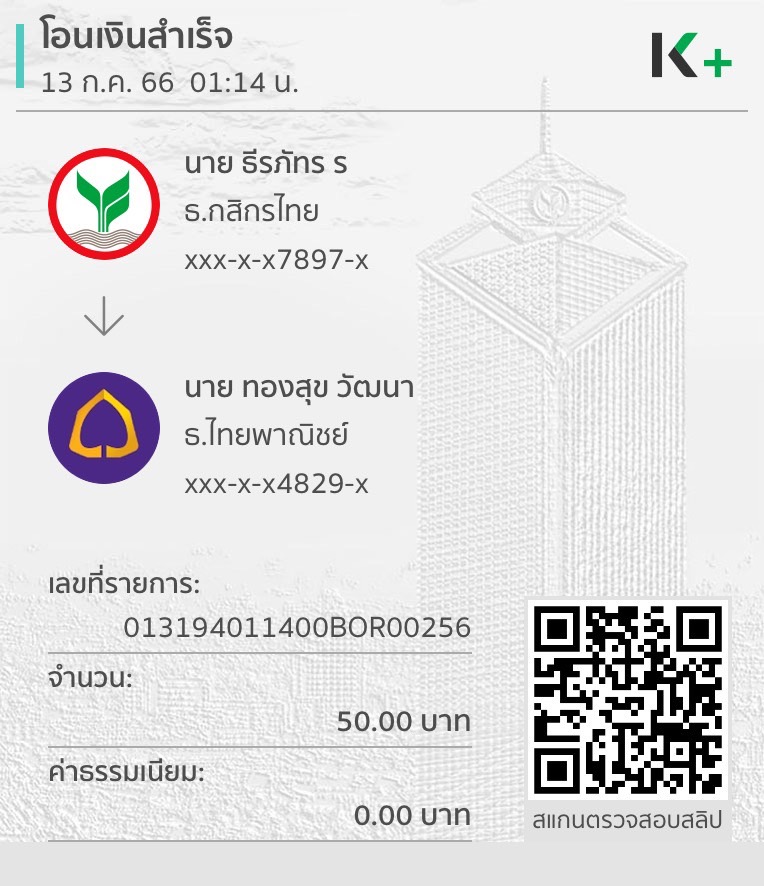 โอนเงินสำเร็จ
13 ก.ค. 66 01:14 น.
K+
นาย ธีรภัทร ร
ธ.กสิกรไทย
xxx-x-x7897-x
นาย ทองสุข วัฒนา
ธ.ไทยพาณิชย์
xxx-x-x4829-x
เลขที่รายการ:
013194011400BOR00256
จำนวน:
50.00 บาท
ค่าธรรมเนียม:
0.00 บาท
สแกนตรวจสอบสลิป